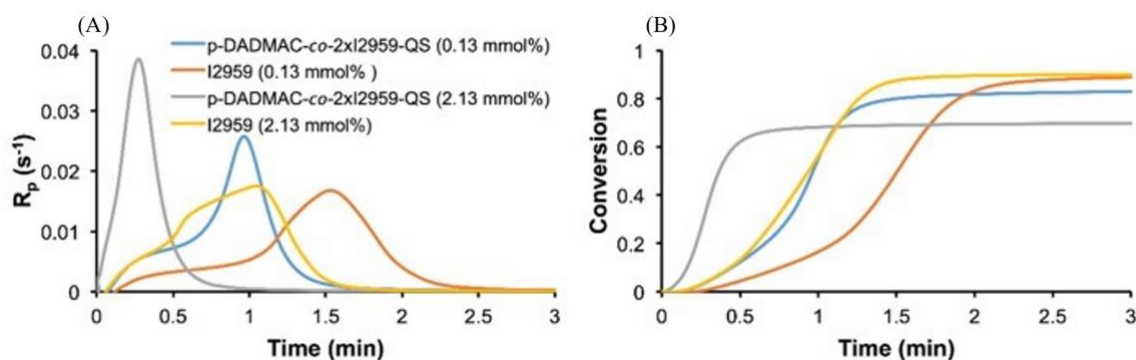 (A)
p-DADMAC-co-2xI2959-QS (0.13 mmol%)
I2959 (0.13 mmol% )
p-DADMAC-co-2xI2959-QS (2.13 mmol%)
I2959 (2.13 mmol%)
0.04
0.03
0.02
0.01
0
Rp (s-1)
0 0.5 1 1.5 2 2.5 3
Time (min)
(B)
1
0.8
0.6
0.4
0.2
0
Conversion
0 0.5 1 1.5 2 2.5 3
Time (min)